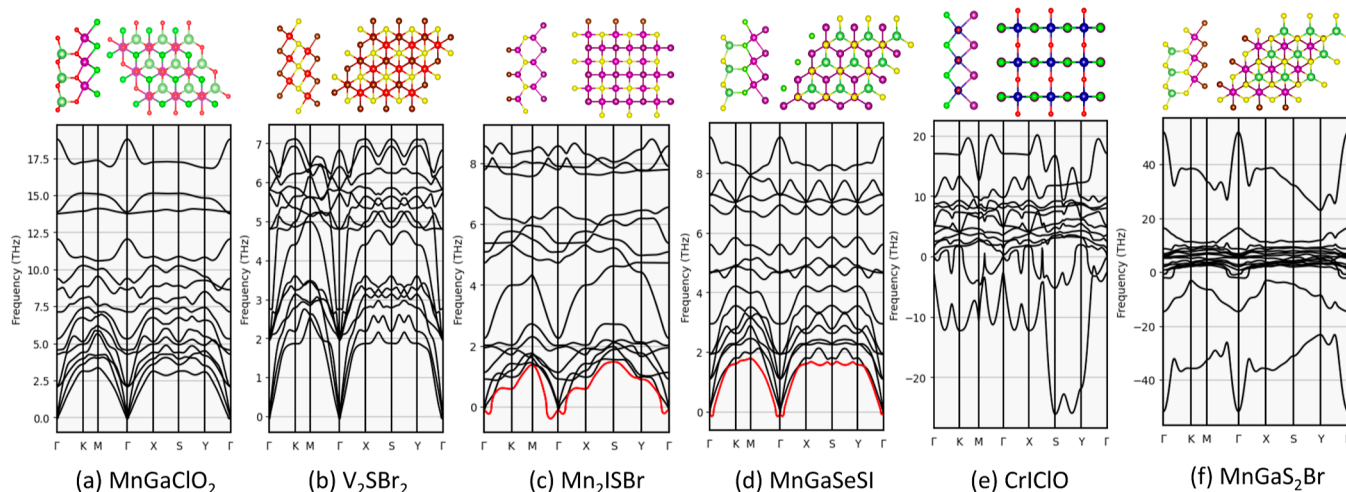 Frequency (THz)
17.5
15.0
12.5
10.0
7.5
5.0
2.5
0.0
Γ K M Γ X S Y Γ
(a) MnGaClO₂
Frequency (THz)
7
6
5
4
3
2
1
0
Γ K M Γ X S Y Γ
(b) V₂SBr₂
Frequency (THz)
8
6
4
2
0
Γ K M Γ X S Y Γ
(c) Mn₂ISBr
Frequency (THz)
8
6
4
2
0
Γ K M Γ X S Y Γ
(d) MnGaSeSI
Frequency (THz)
20
10
0
−10
−20
Γ K M Γ X S Y Γ
(e) CrIClO
Frequency (THz)
40
20
0
−20
−40
Γ K M Γ X S Y Γ
(f) MnGaS₂Br